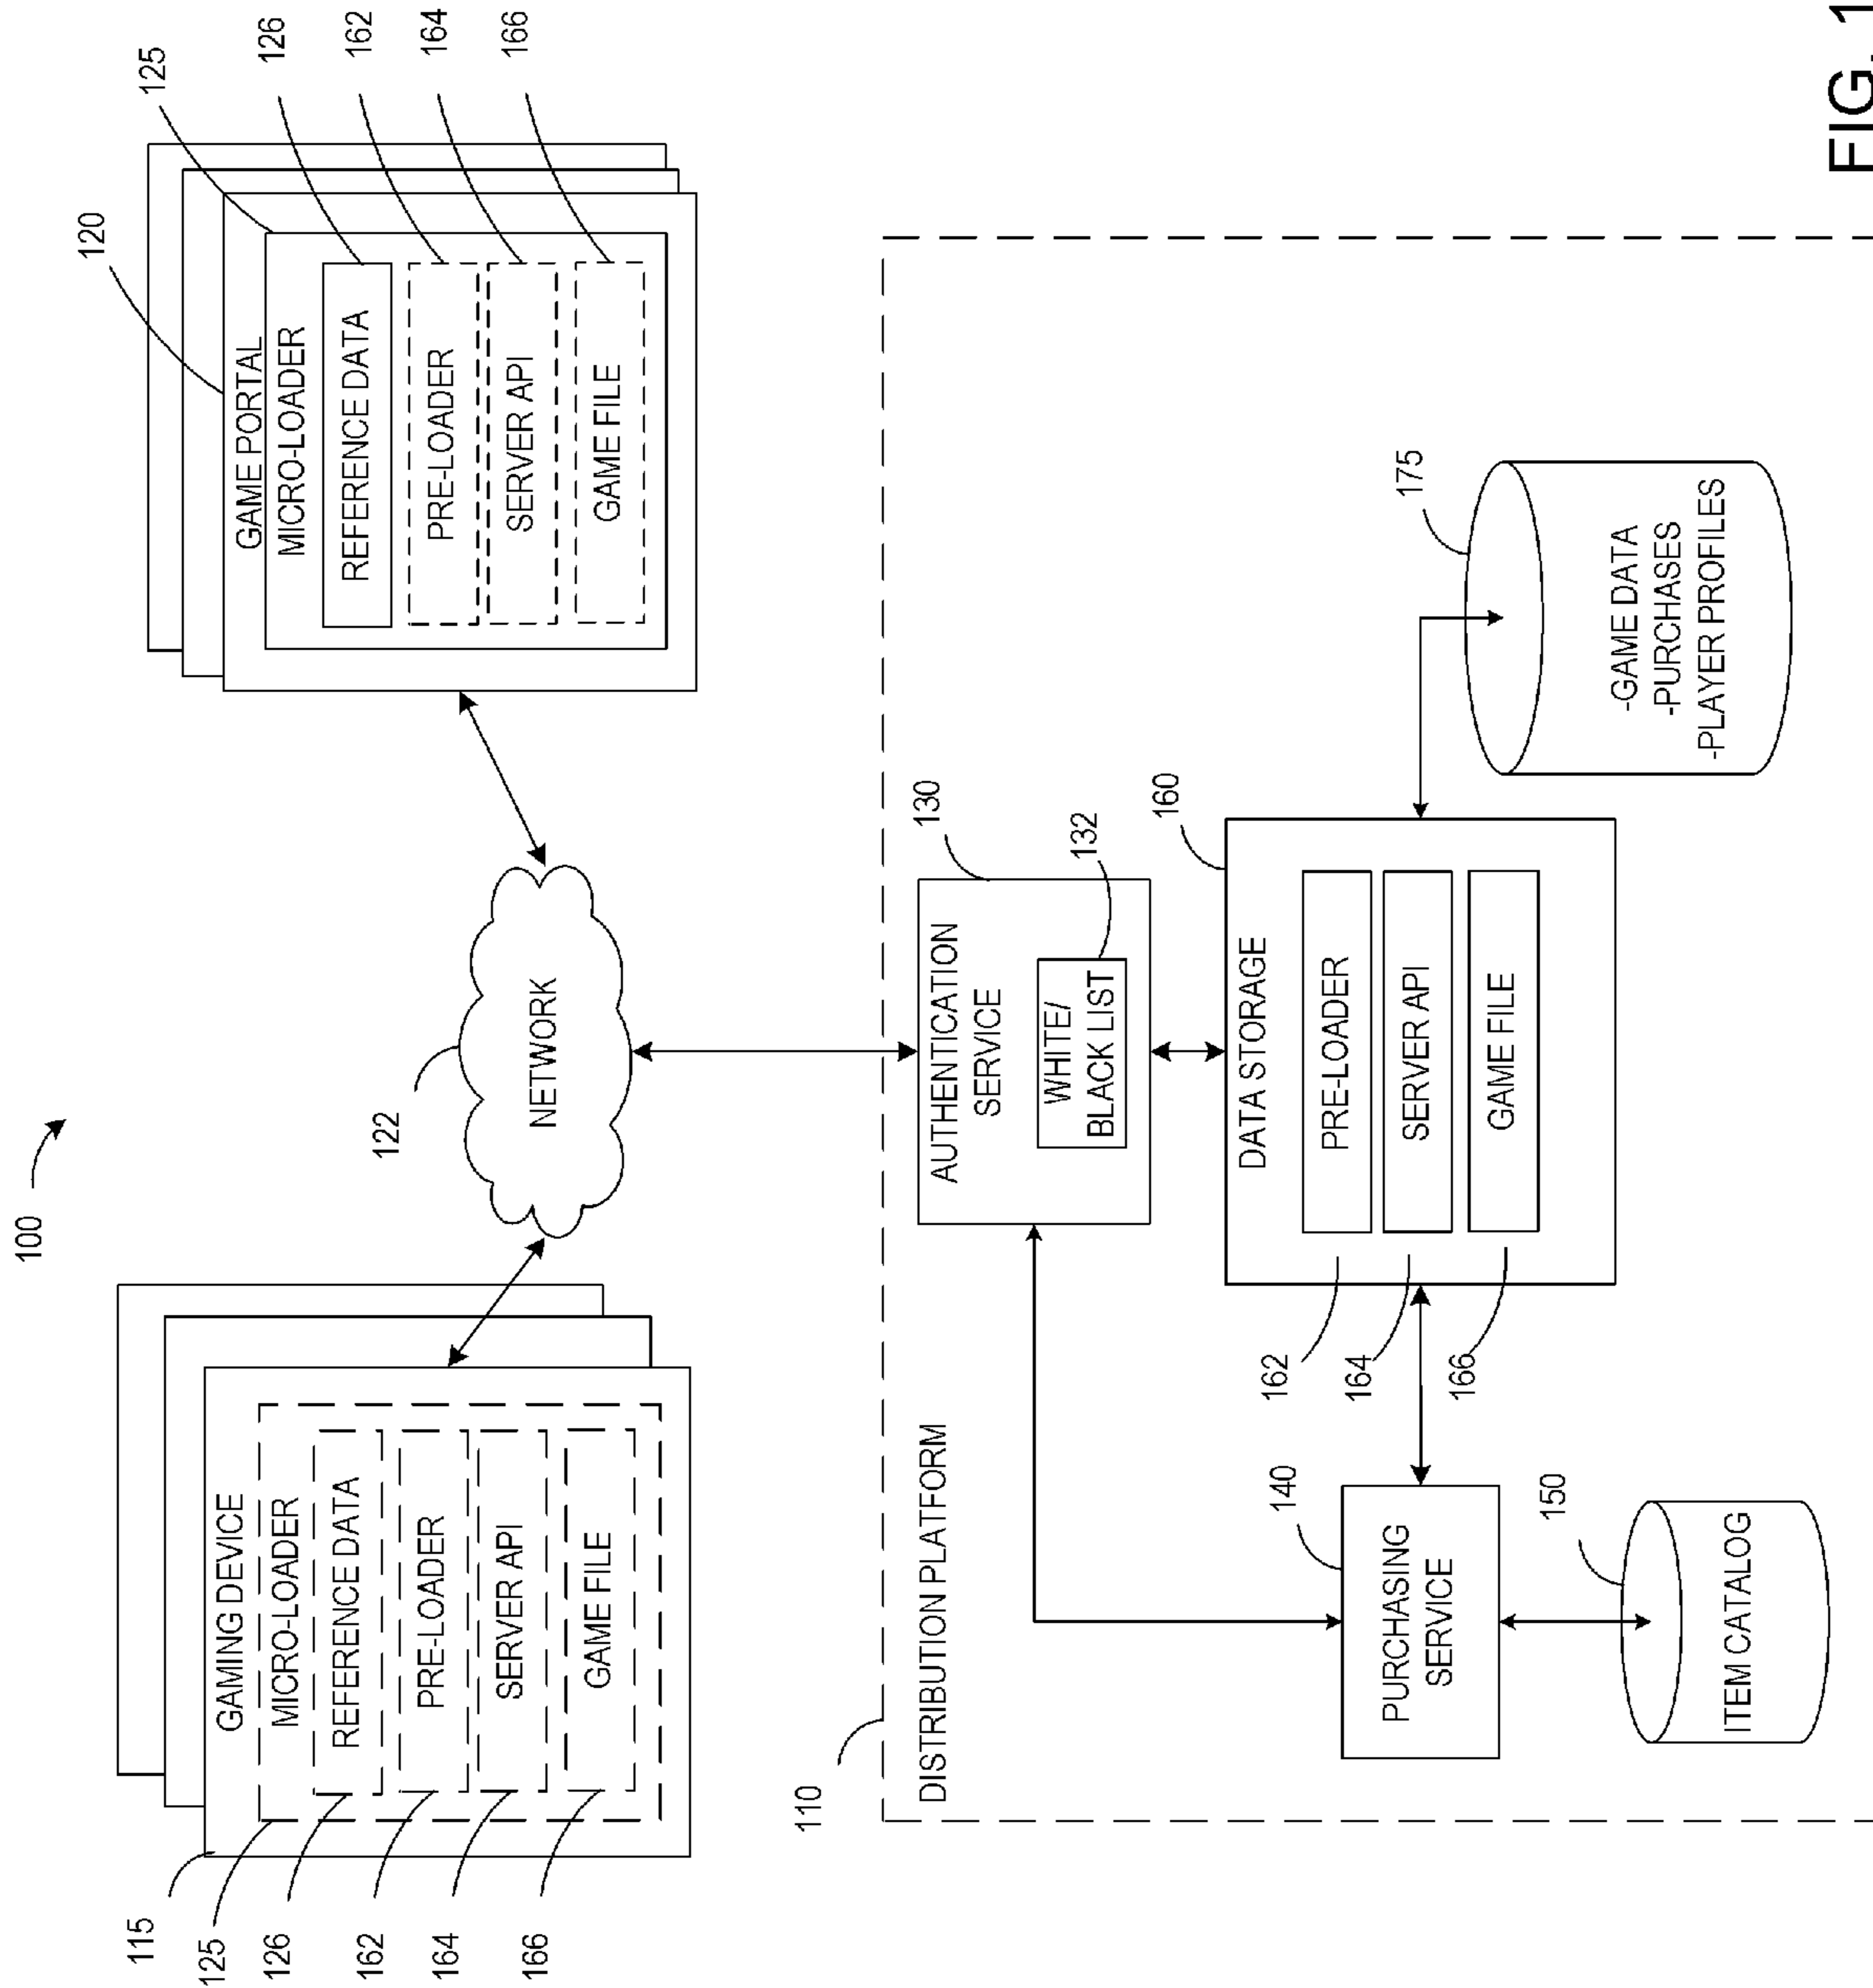 100
GAMING DEVICE
MICRO-LOADER
REFERENCE DATA
PRE-LOADER
SERVER API
GAME FILE
115
125
126
162
164
166
122
NETWORK
120
GAME PORTAL
MICRO-LOADER
REFERENCE DATA
PRE-LOADER
SERVER API
GAME FILE
125
126
162
164
166
110
DISTRIBUTION PLATFORM
AUTHENTICATION
SERVICE
WHITE/
BLACK LIST
130
132
DATA STORAGE
PRE-LOADER
SERVER API
GAME FILE
160
162
164
166
140
PURCHASING
SERVICE
150
ITEM CATALOG
175
-GAME DATA
-PURCHASES
-PLAYER PROFILES
FIG. 1